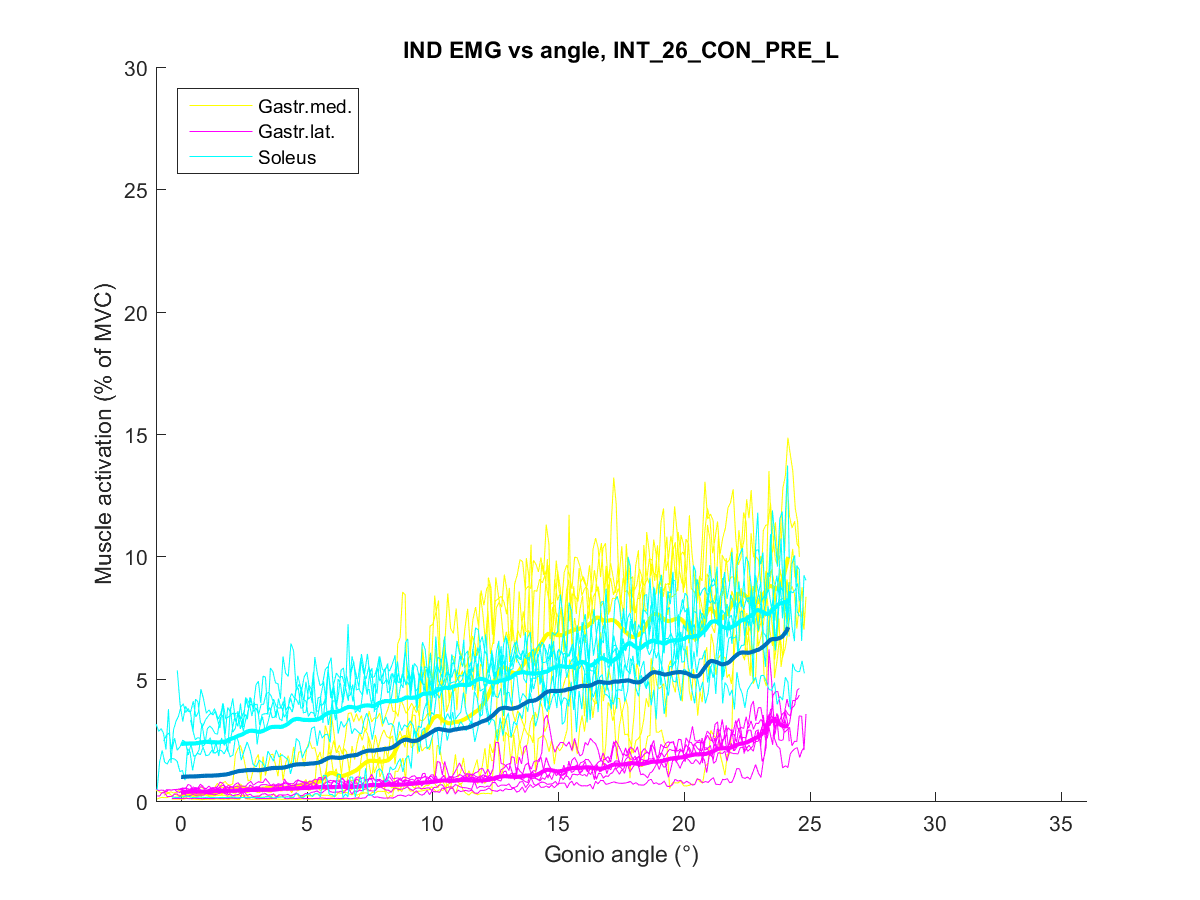 IND EMG vs angle, INT_26_CON_PRE_L
30
25
20
15
10
5
0
Gastr.med.
Gastr.lat.
Soleus
Muscle activation (% of MVC)
0 5 10 15 20 25 30 35
Gonio angle (°)